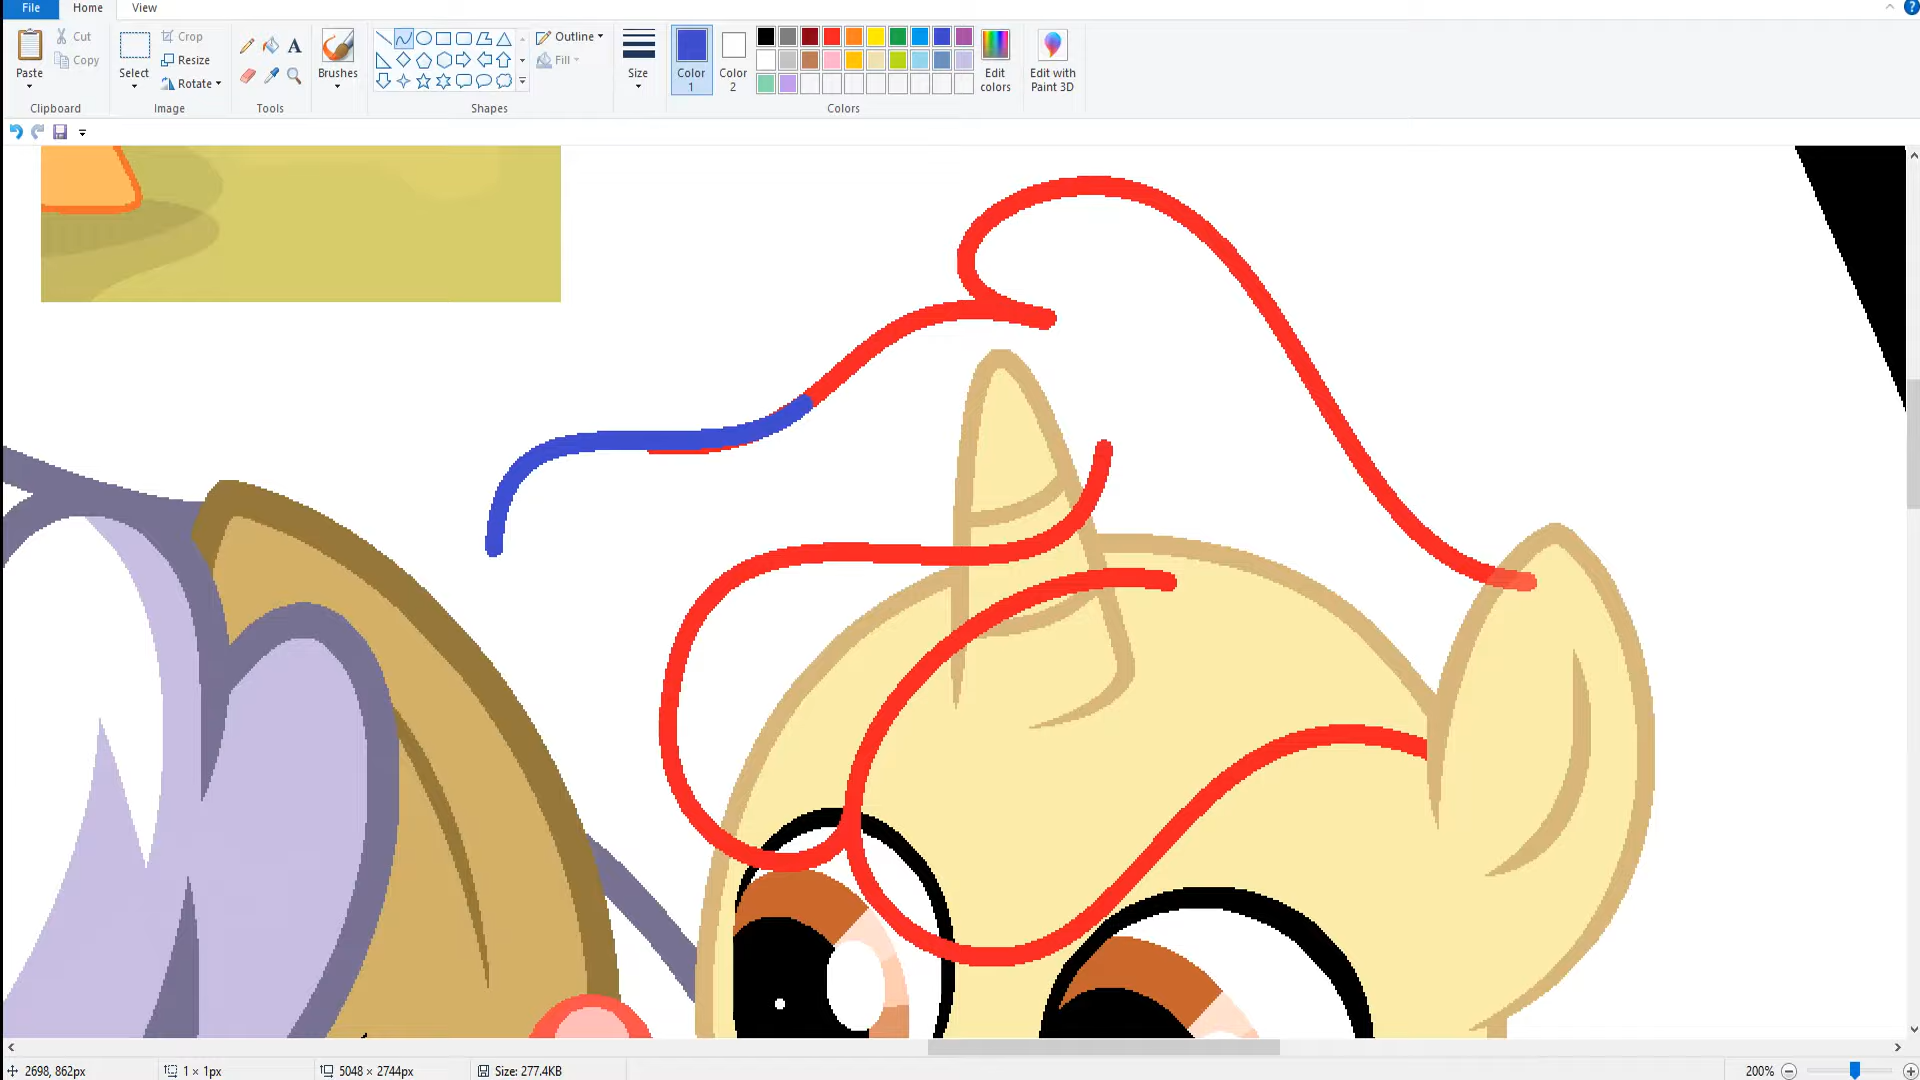 File Home View
Paste Cut Copy Clipboard
Select Crop Resize Rotate Image
A Tools
Brushes
Outline Fill Shapes
Size
Color 1 Color 2 Edit colors Colors
Edit with Paint 3D
2698, 862px 1 × 1px 5048 × 2744px Size: 277.4KB 200%